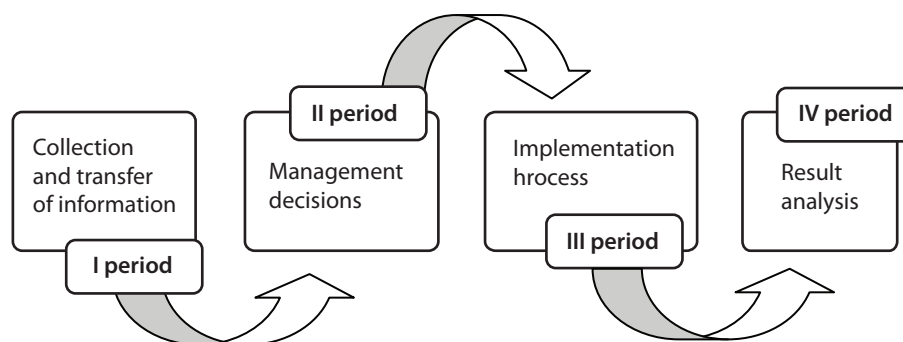 Collection
and transfer
of information
I period
II period
Management
decisions
Implementation
hrocess
III period
IV period
Result
analysis